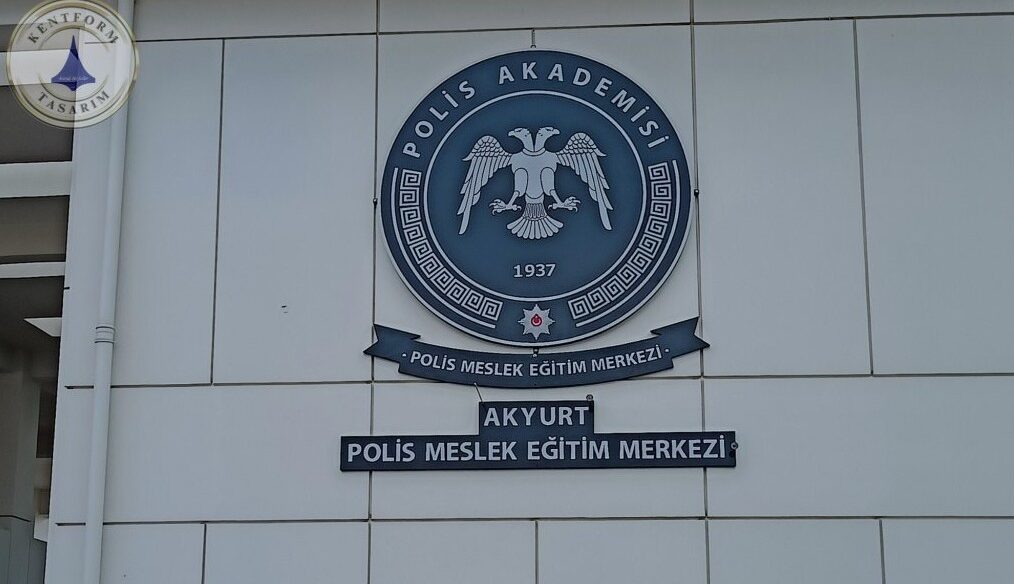 KENTFORM
TASARIM
POLİS AKADEMİSİ
1937
· POLİS MESLEK EĞİTİM MERKEZİ ·
AKYURT
POLİS MESLEK EĞİTİM MERKEZİ